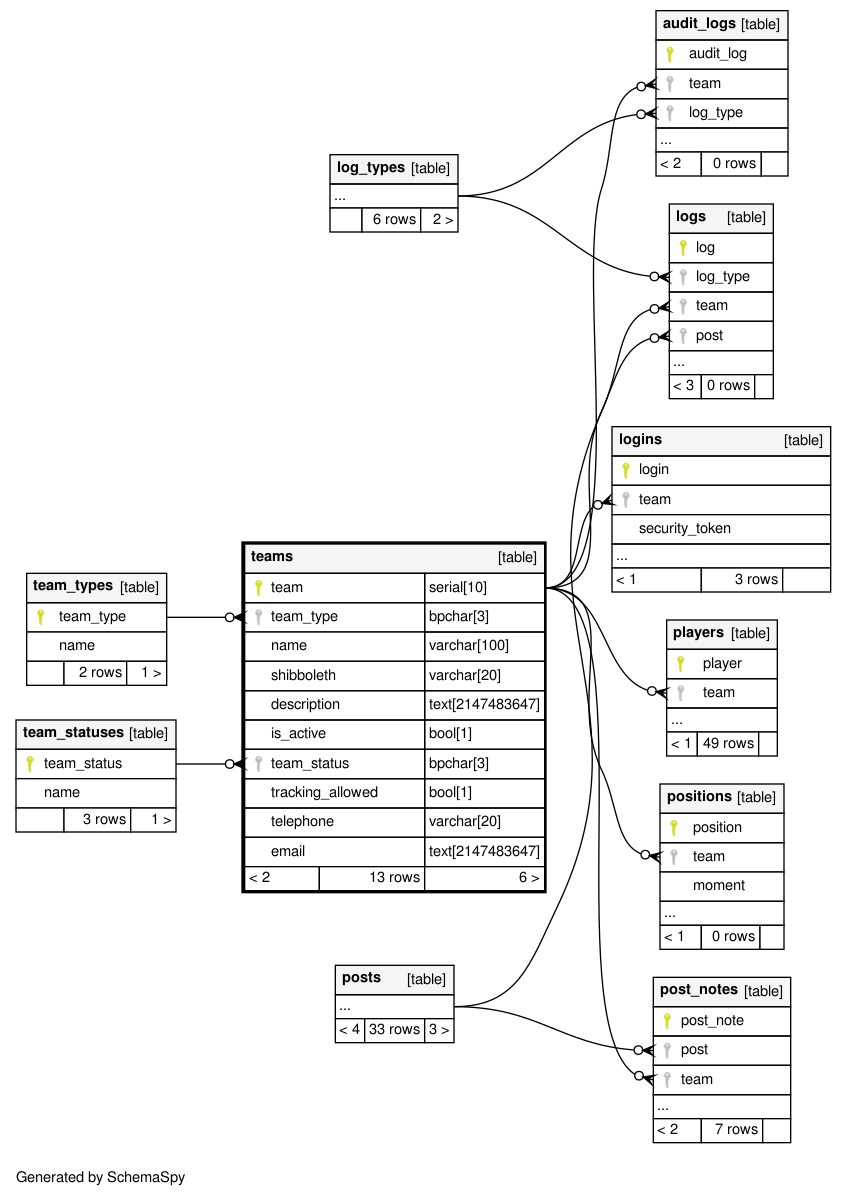 audit_logs [table]
audit_log
team
log_type
...
< 2 0 rows
log_types [table]
...
6 rows 2 >
logs [table]
log
log_type
team
post
...
< 3 0 rows
logins [table]
login
team
security_token
...
< 1 3 rows
teams [table]
team serial[10]
team_type bpchar[3]
name varchar[100]
shibboleth varchar[20]
description text[2147483647]
is_active bool[1]
team_status bpchar[3]
tracking_allowed bool[1]
telephone varchar[20]
email text[2147483647]
< 2 13 rows 6 >
team_types [table]
team_type
name
2 rows 1 >
team_statuses [table]
team_status
name
3 rows 1 >
players [table]
player
team
...
< 1 49 rows
positions [table]
position
team
moment
...
< 1 0 rows
posts [table]
...
< 4 33 rows 3 >
post_notes [table]
post_note
post
team
...
< 2 7 rows
Generated by SchemaSpy